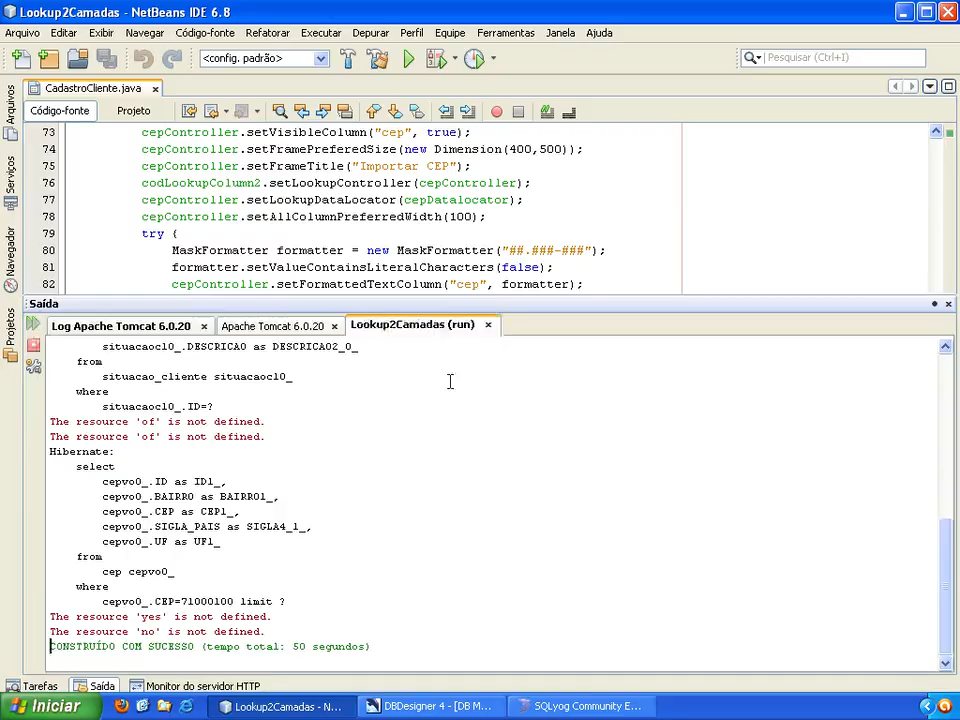 Lookup2Camadas - NetBeans IDE 6.8
Arquivo Editar Exibir Navegar Código-fonte Refatorar Executar Depurar Perfil Equipe Ferramentas Janela Ajuda
<config. padrão> Pesquisar (Ctrl+I)
CadastroCliente.java
Código-fonte Projeto
Arquivos
Serviços
Navegador
Projetos
73 cepController.setVisibleColumn("cep", true);
74 cepController.setFramePreferedSize(new Dimension(400,500));
75 cepController.setFrameTitle("Importar CEP");
76 codLookupColumn2.setLookupController(cepController);
77 cepController.setLookupDataLocator(cepDatalocator);
78 cepController.setAllColumnPreferredWidth(100);
79 try {
80 MaskFormatter formatter = new MaskFormatter("##.###-###");
81 formatter.setValueContainsLiteralCharacters(false);
82 cepController.setFormattedTextColumn("cep", formatter);
Saída
Log Apache Tomcat 6.0.20 Apache Tomcat 6.0.20 Lookup2Camadas (run)
situacaocl0_.DESCRICAO as DESCRICAO2_0_
from
situacao_cliente situacaocl0_
where
situacaocl0_.ID=?
The resource 'of' is not defined.
The resource 'of' is not defined.
Hibernate:
select
cepvo0_.ID as ID1_,
cepvo0_.BAIRRO as BAIRRO1_,
cepvo0_.CEP as CEP1_,
cepvo0_.SIGLA_PAIS as SIGLA4_1_,
cepvo0_.UF as UF1_
from
cep cepvo0_
where
cepvo0_.CEP=71000100 limit ?
The resource 'yes' is not defined.
The resource 'no' is not defined.
CONSTRUÍDO COM SUCESSO (tempo total: 50 segundos)
Tarefas Saída Monitor do servidor HTTP
Iniciar Lookup2Camadas - N... DBDesigner 4 - [DB M... SQLyog Community E...